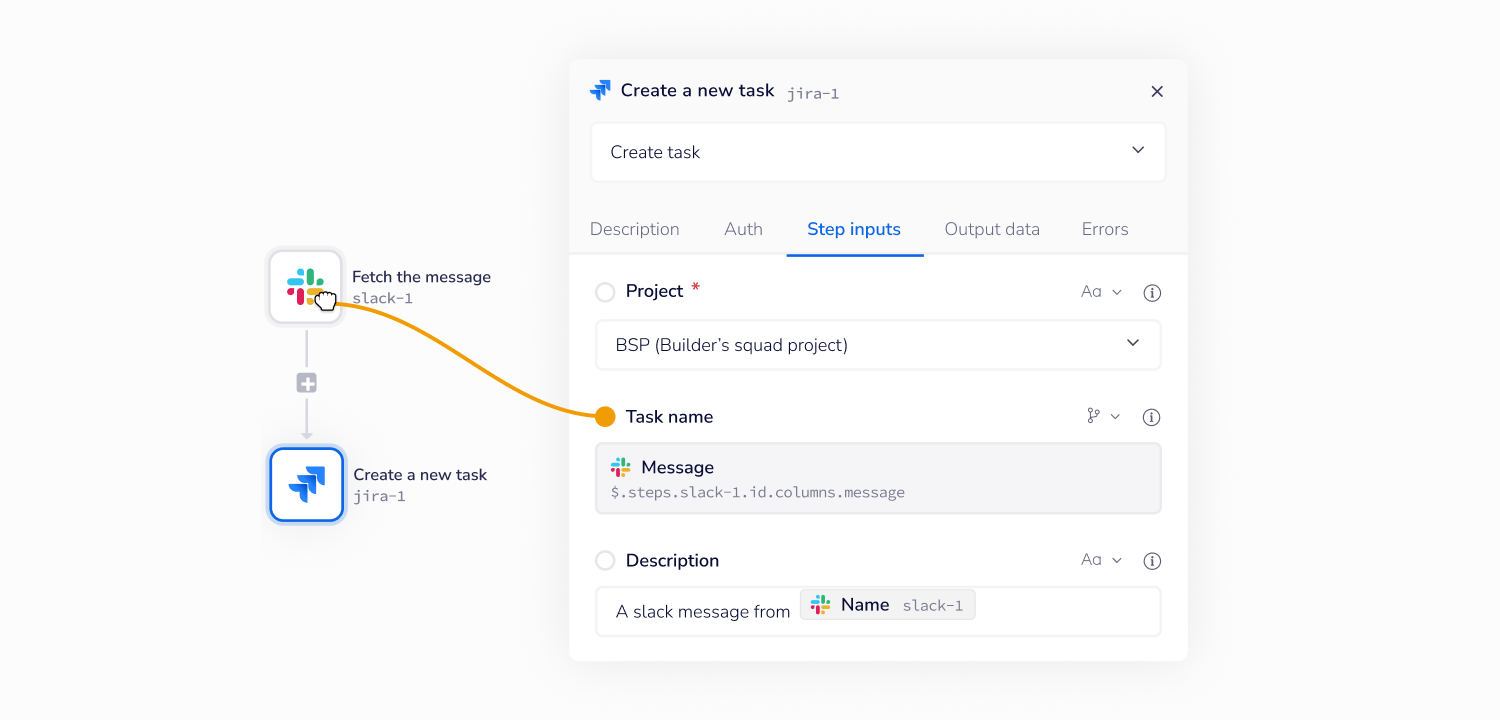 Create a new task jira-1
Create task
Description Auth Step inputs Output data Errors
Fetch the message
slack-1
Create a new task
jira-1
Project * Aa
BSP (Builder’s squad project)
Task name
Message
$.steps.slack-1.id.columns.message
Description Aa
A slack message from Name slack-1